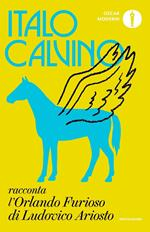 ITALO
CALVINO
OSCAR
MODERNI
racconta
l'Orlando Furioso
di Ludovico Ariosto
MONDADORI